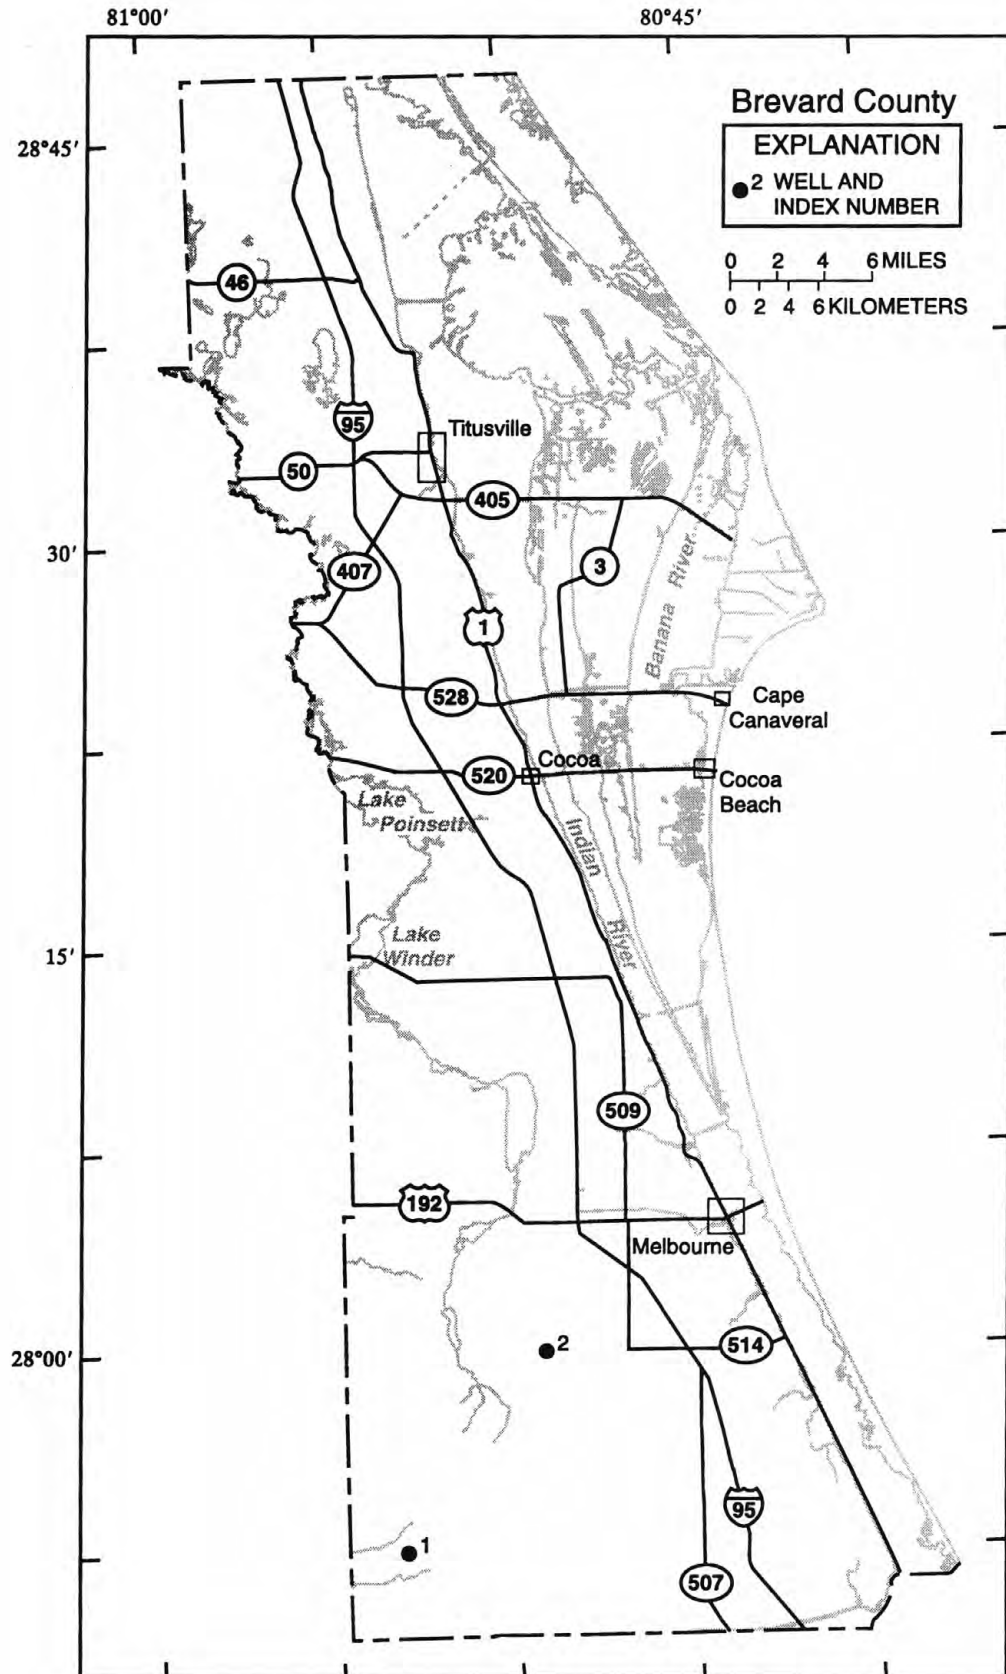 81°00′ 80°45′
Brevard County
EXPLANATION
2 WELL AND
INDEX NUMBER
28°45′
0 2 4 6 MILES
0 2 4 6 KILOMETERS
46
95
Titusville
50
405
30′
407
3
Banana River
1
528
Cape
Canaveral
Cocoa
520
Cocoa
Beach
Lake
Poinsett
Indian
River
Lake
Winder
15′
509
192
Melbourne
28°00′
2
514
95
1
507